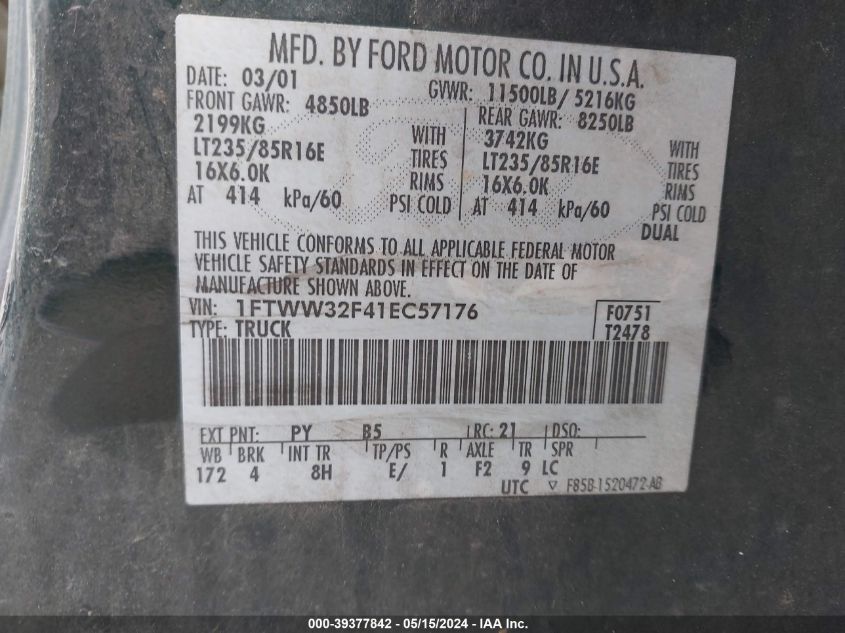 MFD. BY FORD MOTOR CO. IN U.S.A.
DATE: 03/01 GVWR: 11500LB/ 5216KG
FRONT GAWR: 4850LB REAR GAWR: 8250LB
2199KG WITH 3742KG WITH
LT235/85R16E TIRES LT235/85R16E TIRES
16X6.0K RIMS 16X6.0K RIMS
AT 414 kPa/60 PSI COLD AT 414 kPa/60 PSI COLD
DUAL
THIS VEHICLE CONFORMS TO ALL APPLICABLE FEDERAL MOTOR
VEHICLE SAFETY STANDARDS IN EFFECT ON THE DATE OF
MANUFACTURE SHOWN ABOVE.
VIN: 1FTWW32F41EC57176 F0751
TYPE: TRUCK T2478
EXT PNT: PY B5 RC: 21 DSO:
WB BRK INT TR TP/PS R AXLE TR SPR
172 4 8H E/ 1 F2 9 LC
UTC ▽ F85B-1520472-AB
000-39377842 / 05/15/2024 - IAA Inc.